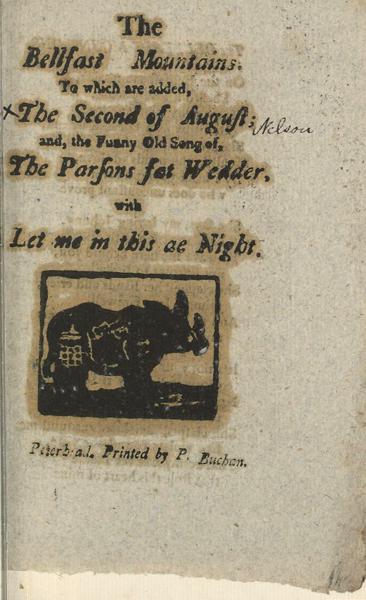 The
Bellfast Mountains.
To which are added,
×The Second of Auguſt; Nelson
and, the Funny Old Song of,
The Parſons fat Wedder.
with
Let me in this ae Night.
Peterhad. Printed by P. Buchan.